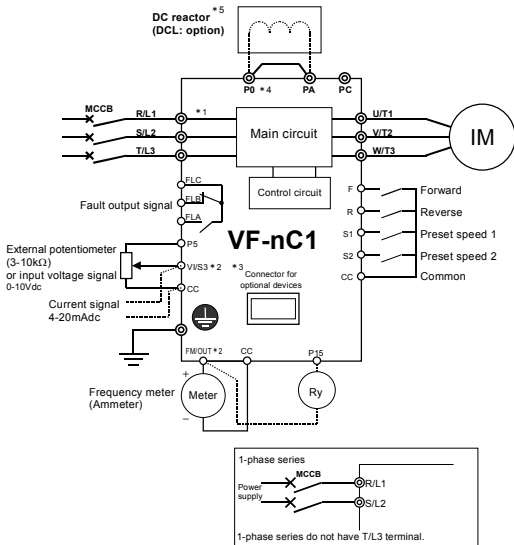 DC reactor *5
(DCL: option)
P0 *4 PA PC
MCCB
R/L1 *1 U/T1
S/L2 V/T2
T/L3 W/T3
Main circuit
IM
Control circuit
FLC
Fault output signal FLB
FLA
VF-nC1
F Forward
R Reverse
S1 Preset speed 1
S2 Preset speed 2
CC Common
P5
External potentiometer
(3-10kΩ)
or input voltage signal
0-10Vdc
VI/S3 *2 *3
CC
Connector for
optional devices
Current signal
4-20mAdc
FM/OUT *2 CC P15
+
Frequency meter
(Ammeter)
Meter
Ry
−
1-phase series
MCCB
Power
supply
R/L1
S/L2
1-phase series do not have T/L3 terminal.